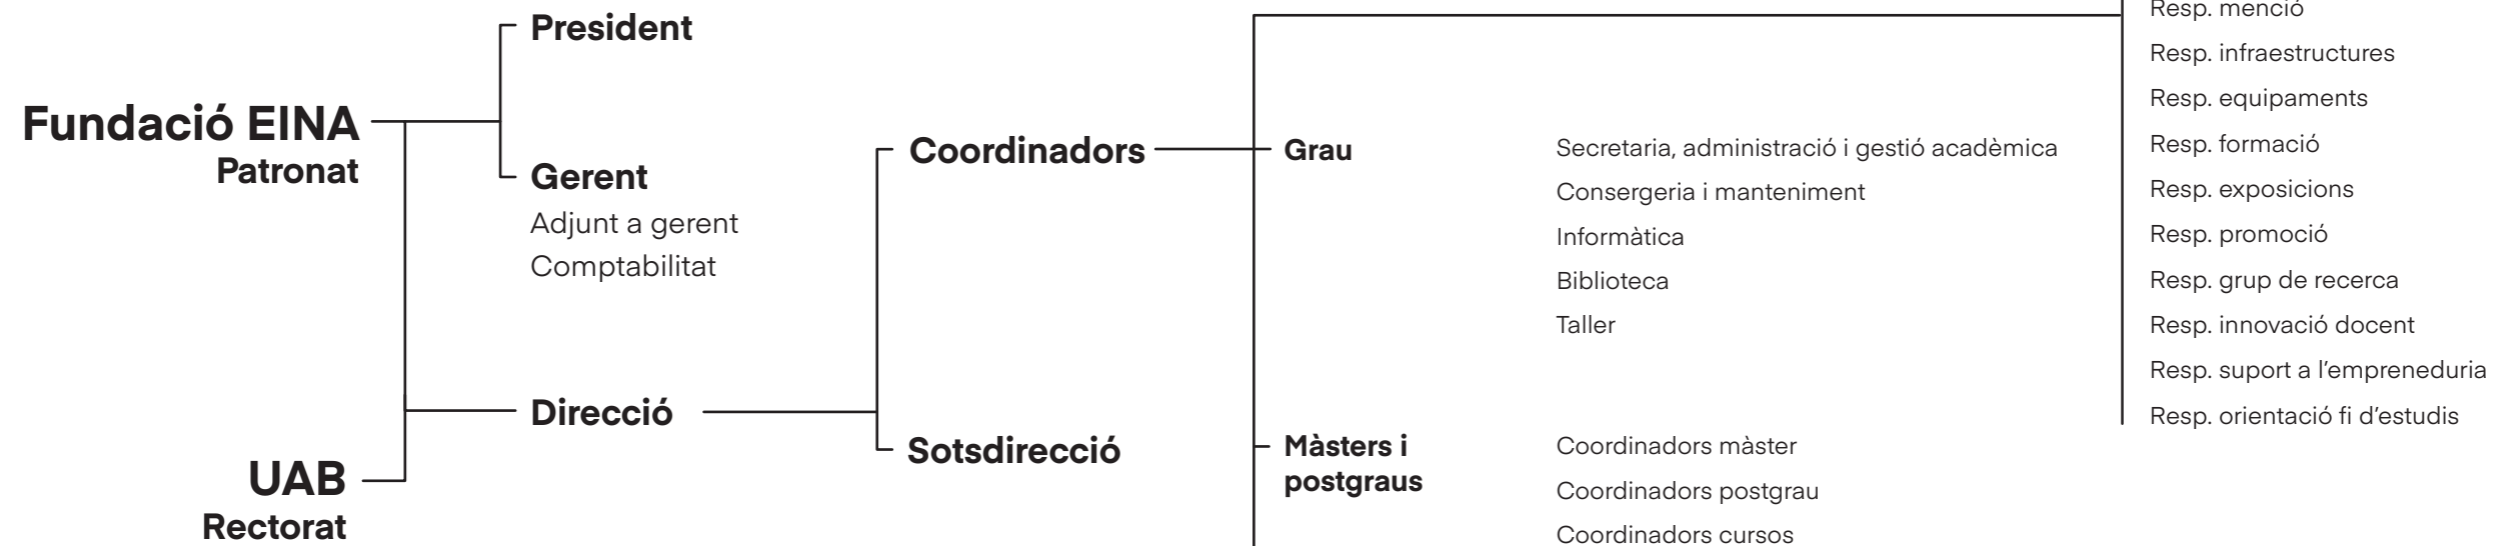 Fundació EINA
Patronat
UAB
Rectorat
President
Gerent
Adjunt a gerent
Comptabilitat
Direcció
Coordinadors
Sotsdirecció
Grau
Màsters i
postgraus
Secretaria, administració i gestió acadèmica
Consergeria i manteniment
Informàtica
Biblioteca
Taller
Coordinadors màster
Coordinadors postgrau
Coordinadors cursos
Resp. menció
Resp. infraestructures
Resp. equipaments
Resp. formació
Resp. exposicions
Resp. promoció
Resp. grup de recerca
Resp. innovació docent
Resp. suport a l’empreneduria
Resp. orientació fi d’estudis